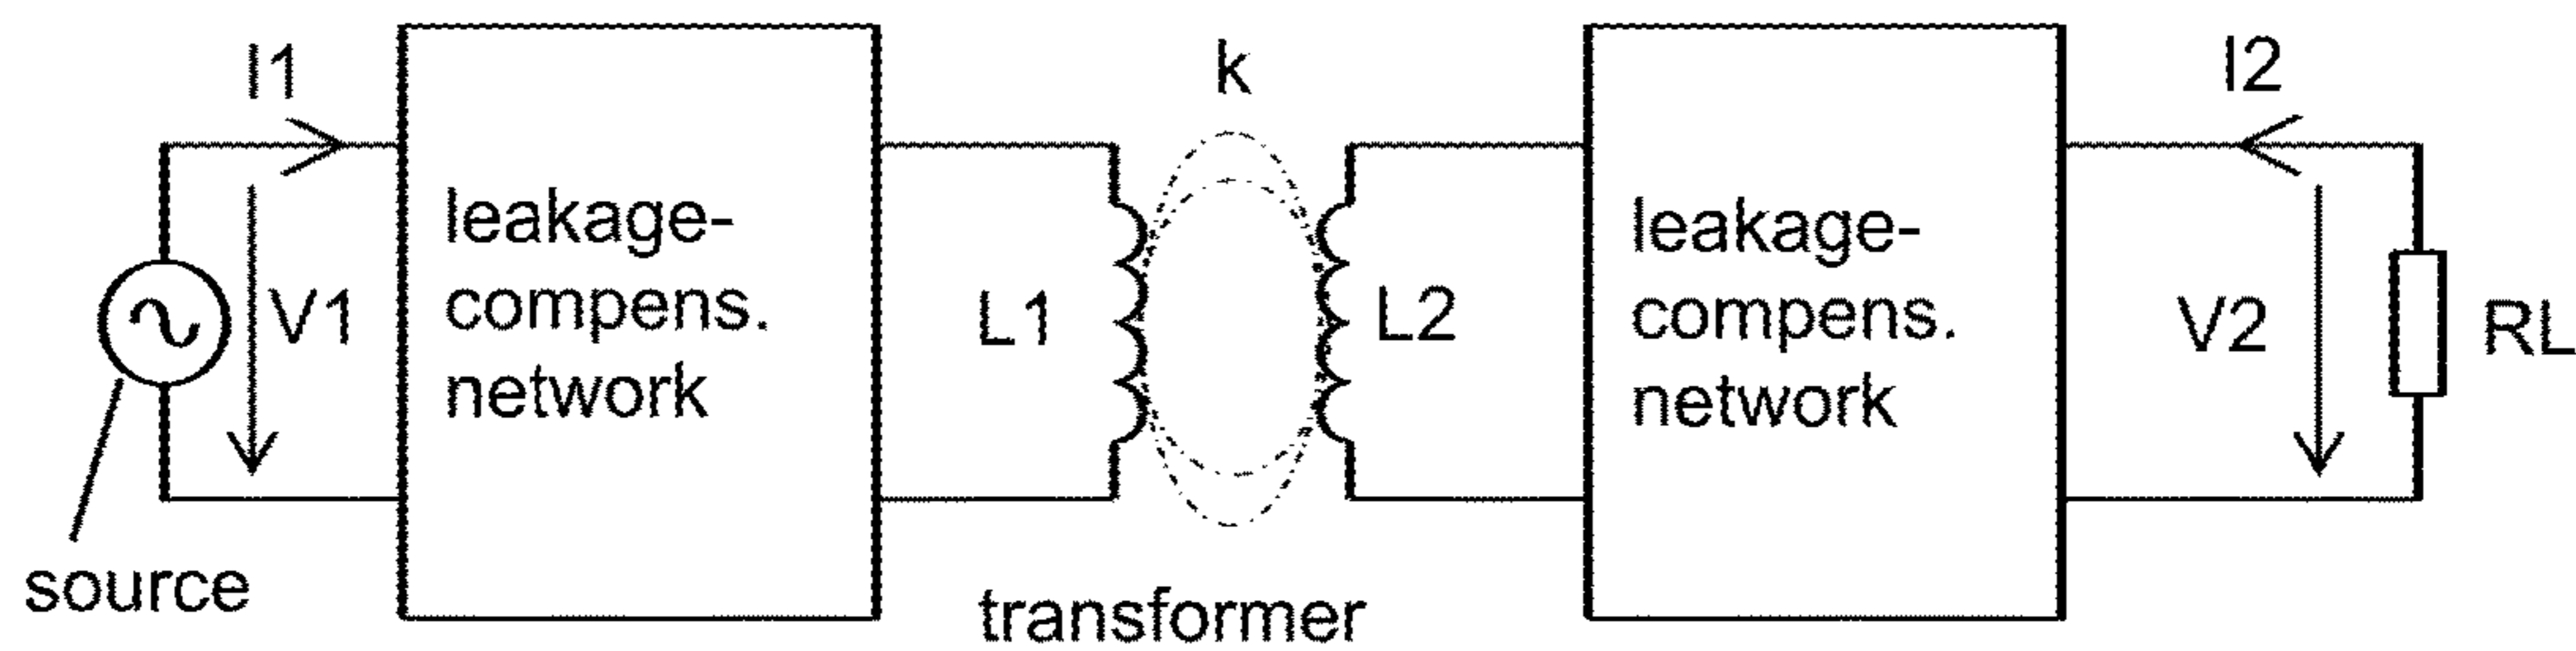 I1
k
I2
leakage-
compens.
network
leakage-
compens.
network
V1
L1
L2
V2
RL
source
transformer